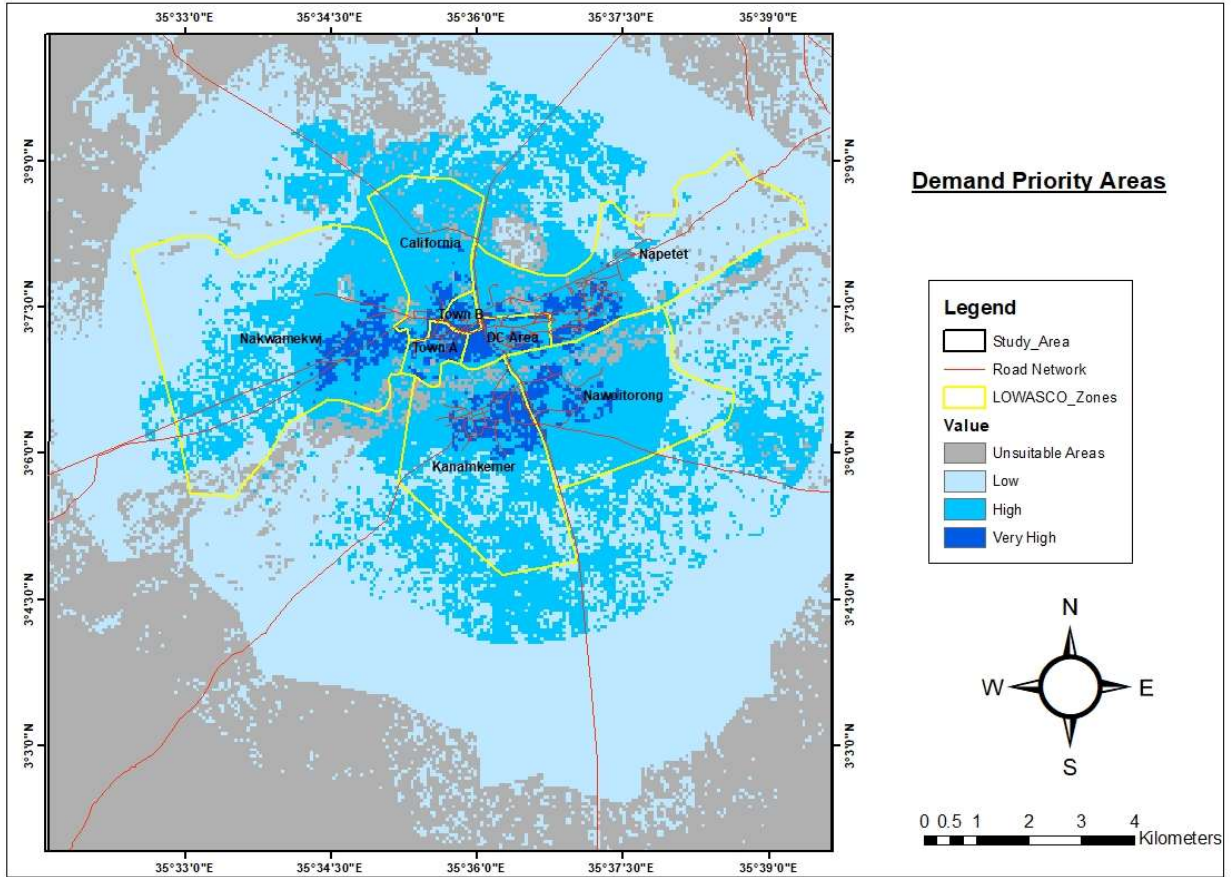 35°33'0"E 35°34'30"E 35°36'0"E 35°37'30"E 35°39'0"E
3°9'0"N
3°7'30"N
3°6'0"N
3°4'30"N
3°3'0"N
California
Napetet
Town B
Nakwamekwi
Town A
DC Area
Nawoitorong
Kanamkemer
3°9'0"N
3°7'30"N
3°6'0"N
3°4'30"N
3°3'0"N
35°33'0"E 35°34'30"E 35°36'0"E 35°37'30"E 35°39'0"E
Demand Priority Areas
Legend
Study_Area
Road Network
LOWASCO_Zones
Value
Unsuitable Areas
Low
High
Very High
N
W E
S
0 0.5 1 2 3 4
Kilometers